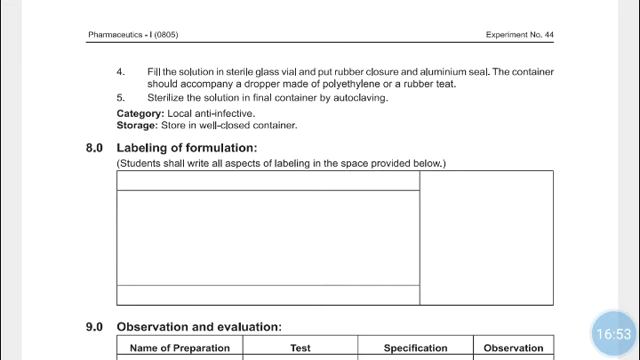 Pharmaceutics - I (0805) Experiment No. 44
4. Fill the solution in sterile glass vial and put rubber closure and aluminium seal. The container
should accompany a dropper made of polyethylene or a rubber teat.
5. Sterilize the solution in final container by autoclaving.
Category: Local anti-infective.
Storage: Store in well-closed container.
8.0 Labeling of formulation:
(Students shall write all aspects of labeling in the space provided below.)
9.0 Observation and evaluation:
Name of Preparation Test Specification Observation
16:53